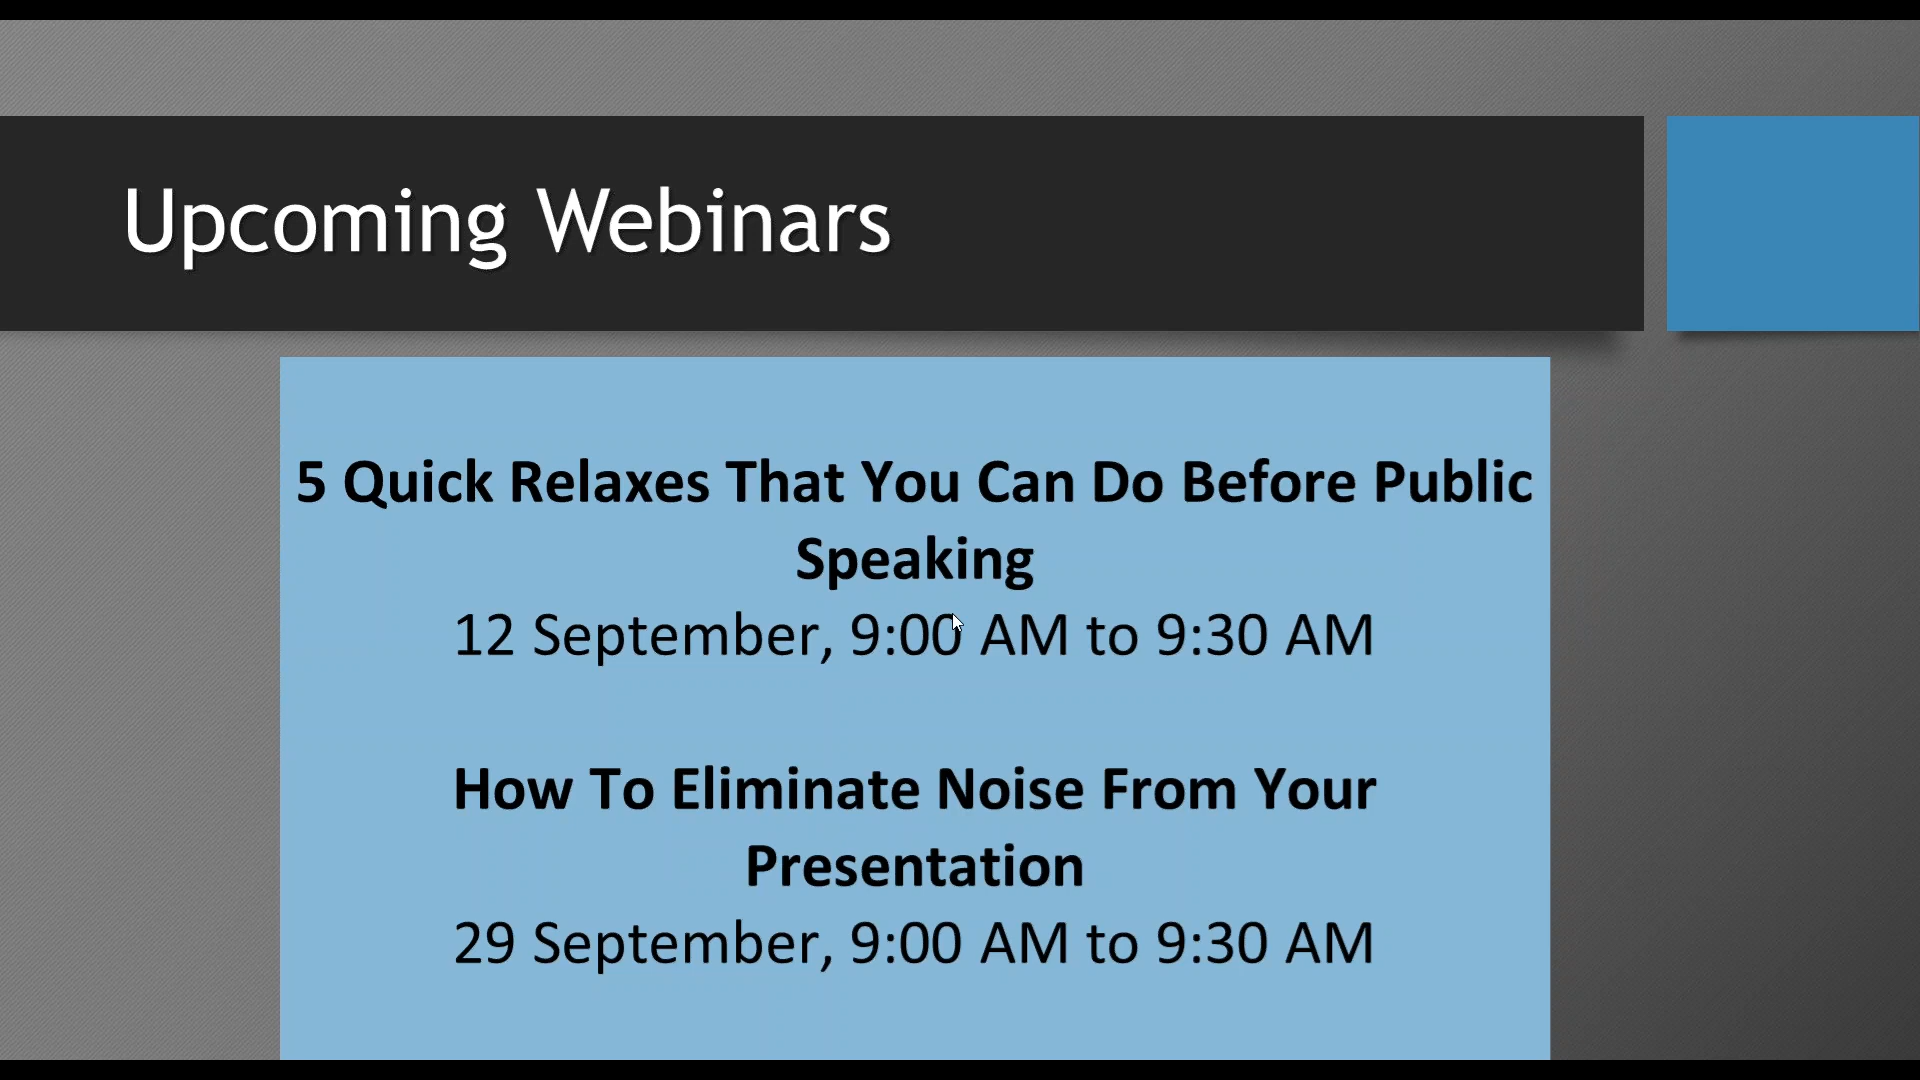 Upcoming Webinars
5 Quick Relaxes That You Can Do Before Public
Speaking
12 September, 9:00 AM to 9:30 AM
How To Eliminate Noise From Your
Presentation
29 September, 9:00 AM to 9:30 AM